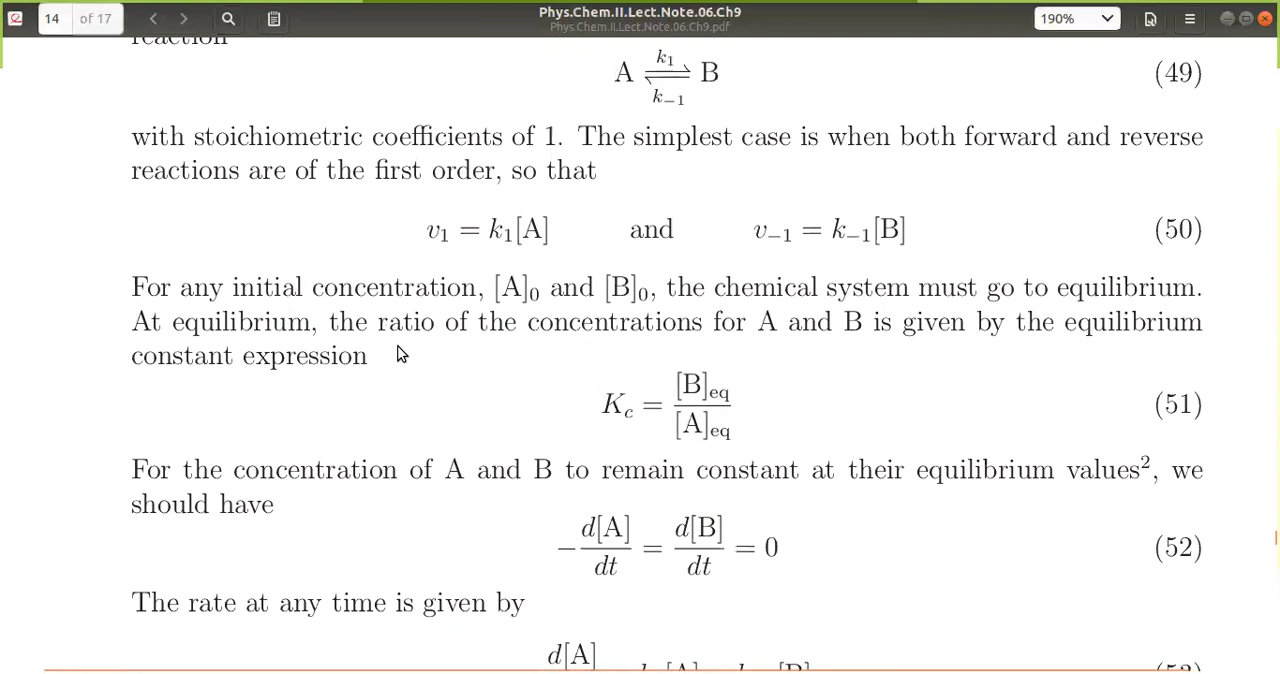 14 of 17
Phys.Chem.II.Lect.Note.06.Ch9
Phys.Chem.II.Lect.Note.06.Ch9.pdf
190%
reaction
A k₁ ⇌ k₋₁ B (49)
with stoichiometric coefficients of 1. The simplest case is when both forward and reverse
reactions are of the first order, so that
v₁ = k₁[A] and v₋₁ = k₋₁[B] (50)
For any initial concentration, [A]₀ and [B]₀, the chemical system must go to equilibrium.
At equilibrium, the ratio of the concentrations for A and B is given by the equilibrium
constant expression
K_c = [B]_eq / [A]_eq (51)
For the concentration of A and B to remain constant at their equilibrium values², we
should have
−d[A]/dt = d[B]/dt = 0 (52)
The rate at any time is given by
d[A]